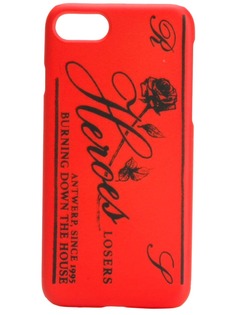 R
Heroes
LOSERS
ANTWERP, SINCE 1995
BURNING DOWN THE HOUSE
S